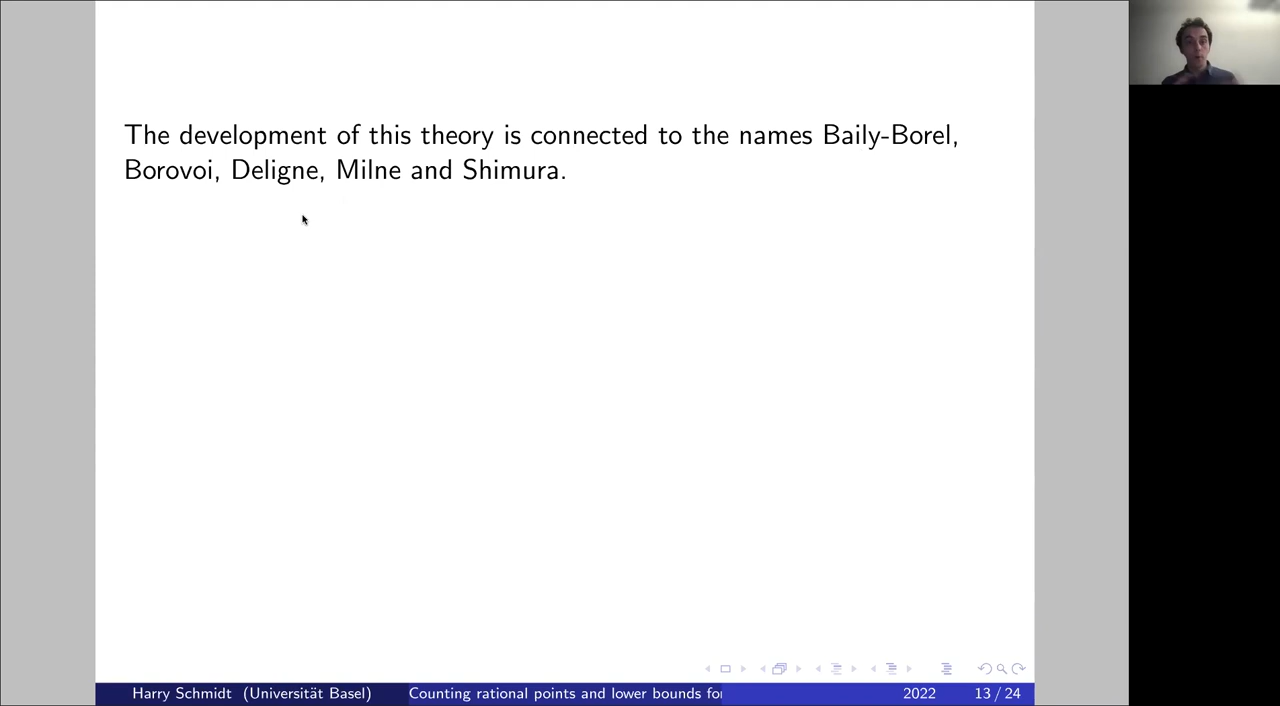 The development of this theory is connected to the names Baily-Borel,
Borovoi, Deligne, Milne and Shimura.
Harry Schmidt (Universität Basel) Counting rational points and lower bounds for 2022 13 / 24